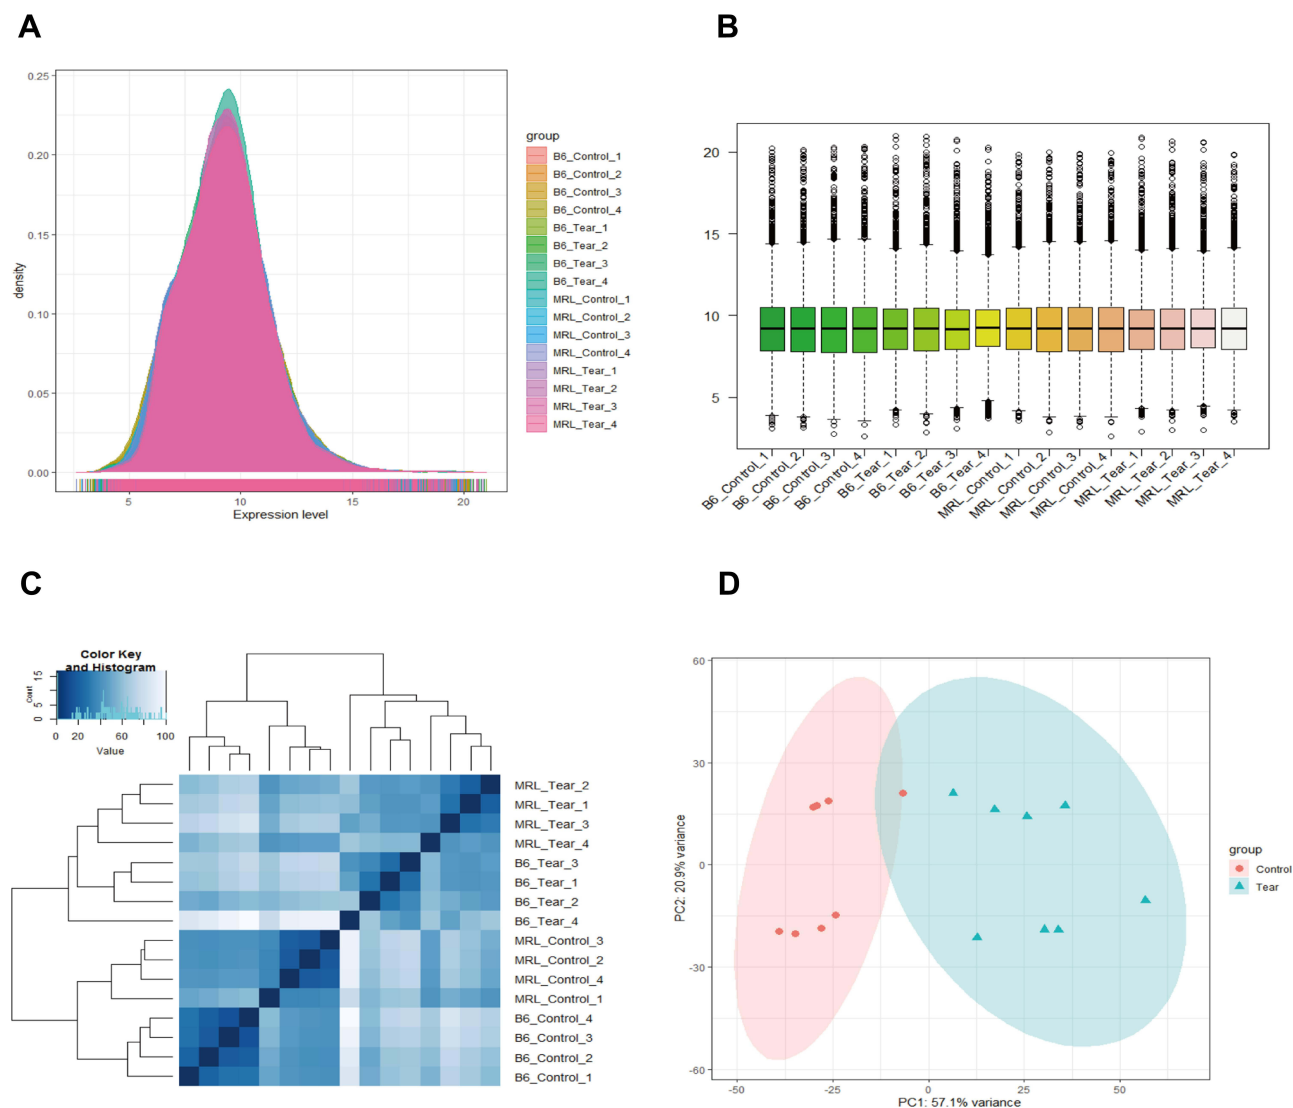 A
0.25
0.20
0.15
0.10
0.05
0.00
density
5
10
15
20
Expression level
group
B6_Control_1
B6_Control_2
B6_Control_3
B6_Control_4
B6_Tear_1
B6_Tear_2
B6_Tear_3
B6_Tear_4
MRL_Control_1
MRL_Control_2
MRL_Control_3
MRL_Control_4
MRL_Tear_1
MRL_Tear_2
MRL_Tear_3
MRL_Tear_4
B
20
15
10
5
B6_Control_1
B6_Control_2
B6_Control_3
B6_Control_4
B6_Tear_1
B6_Tear_2
B6_Tear_3
B6_Tear_4
MRL_Control_1
MRL_Control_2
MRL_Control_3
MRL_Control_4
MRL_Tear_1
MRL_Tear_2
MRL_Tear_3
MRL_Tear_4
C
Color Key
and Histogram
Count
15
5
0
0 20 60 100
Value
MRL_Tear_2
MRL_Tear_1
MRL_Tear_3
MRL_Tear_4
B6_Tear_3
B6_Tear_1
B6_Tear_2
B6_Tear_4
MRL_Control_3
MRL_Control_2
MRL_Control_4
MRL_Control_1
B6_Control_4
B6_Control_3
B6_Control_2
B6_Control_1
D
60
30
0
-30
-60
PC2: 20.9% variance
-50
-25
0
25
50
PC1: 57.1% variance
group
Control
Tear